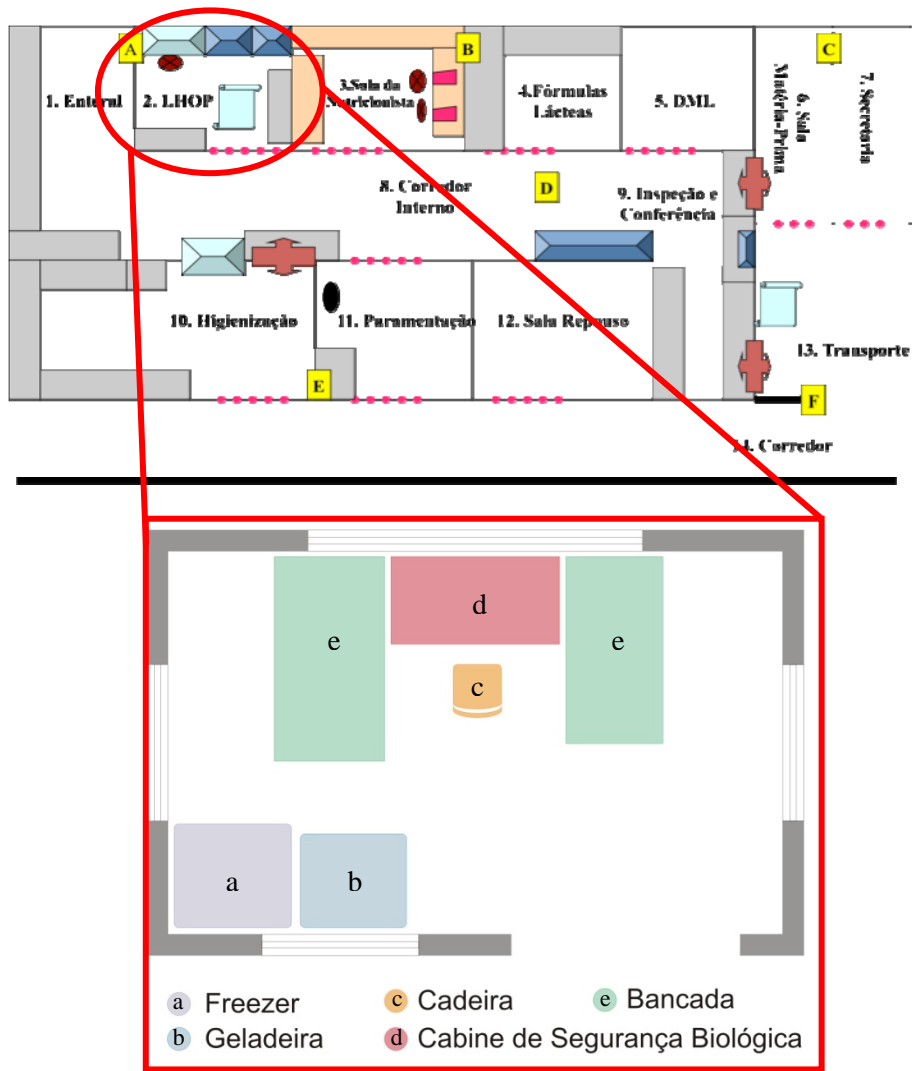 A
B
C
1. Enteral
2. LHOP
3.Sala da
Nutricionista
4.Fórmulas
Lácteas
5. DML
6. Sala
Matéria-Prima
7. Secretaria
8. Corredor
Interno
D
9. Inspeção e
Conferência
10. Higienização
11. Paramentação
12. Sala Repouso
13. Transporte
E
F
14. Corredor
e
d
e
c
a
b
a Freezer
c Cadeira
e Bancada
b Geladeira
d Cabine de Segurança Biológica